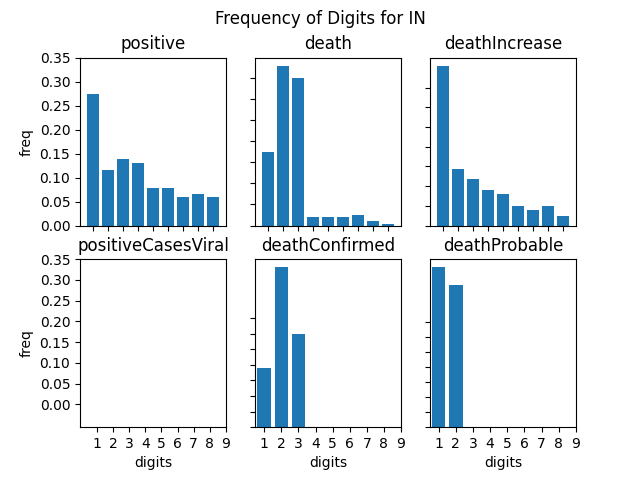 Frequency of Digits for IN
positive death deathIncrease
0.35
0.30
0.25
0.20
0.15
0.10
0.05
0.00
freq
positiveCasesViral deathConfirmed deathProbable
0.35
0.30
0.25
0.20
0.15
0.10
0.05
0.00
freq
1 2 3 4 5 6 7 8 9 1 2 3 4 5 6 7 8 9 1 2 3 4 5 6 7 8 9
digits digits digits